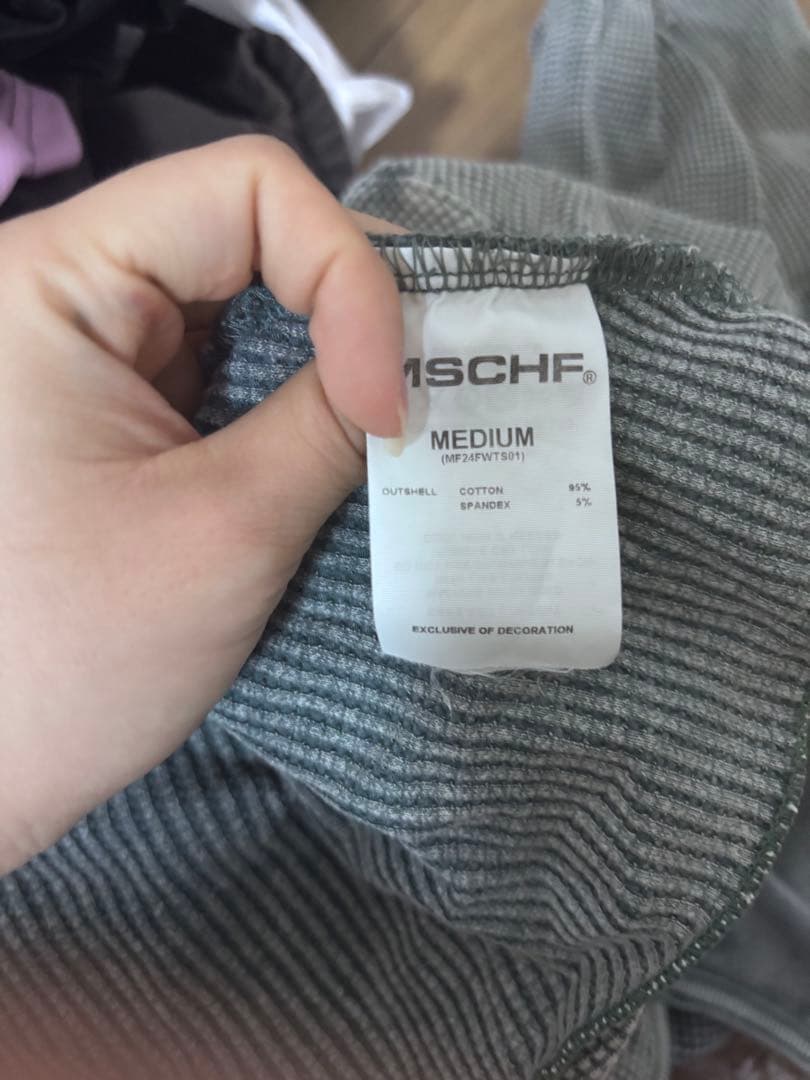 MSCHF®
MEDIUM
(MF24FWTS01)
OUTSHELL COTTON 95%
SPANDEX 5%
EXCLUSIVE OF DECORATION